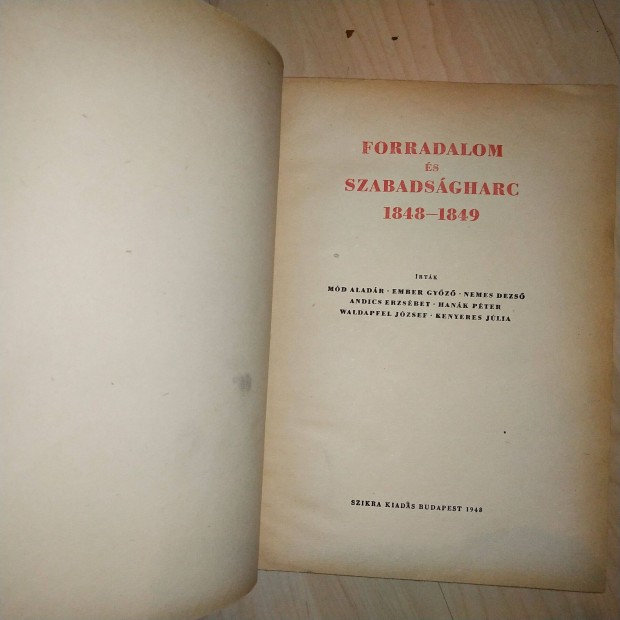 FORRADALOM
ÉS
SZABADSÁGHARC
1848–1849
ÍRTÁK
MÓD ALADÁR · EMBER GYŐZŐ · NEMES DEZSŐ
ANDICS ERZSÉBET · HANÁK PÉTER
WALDAPFEL JÓZSEF · KENYERES JÚLIA
SZIKRA KIADÁS BUDAPEST 1948